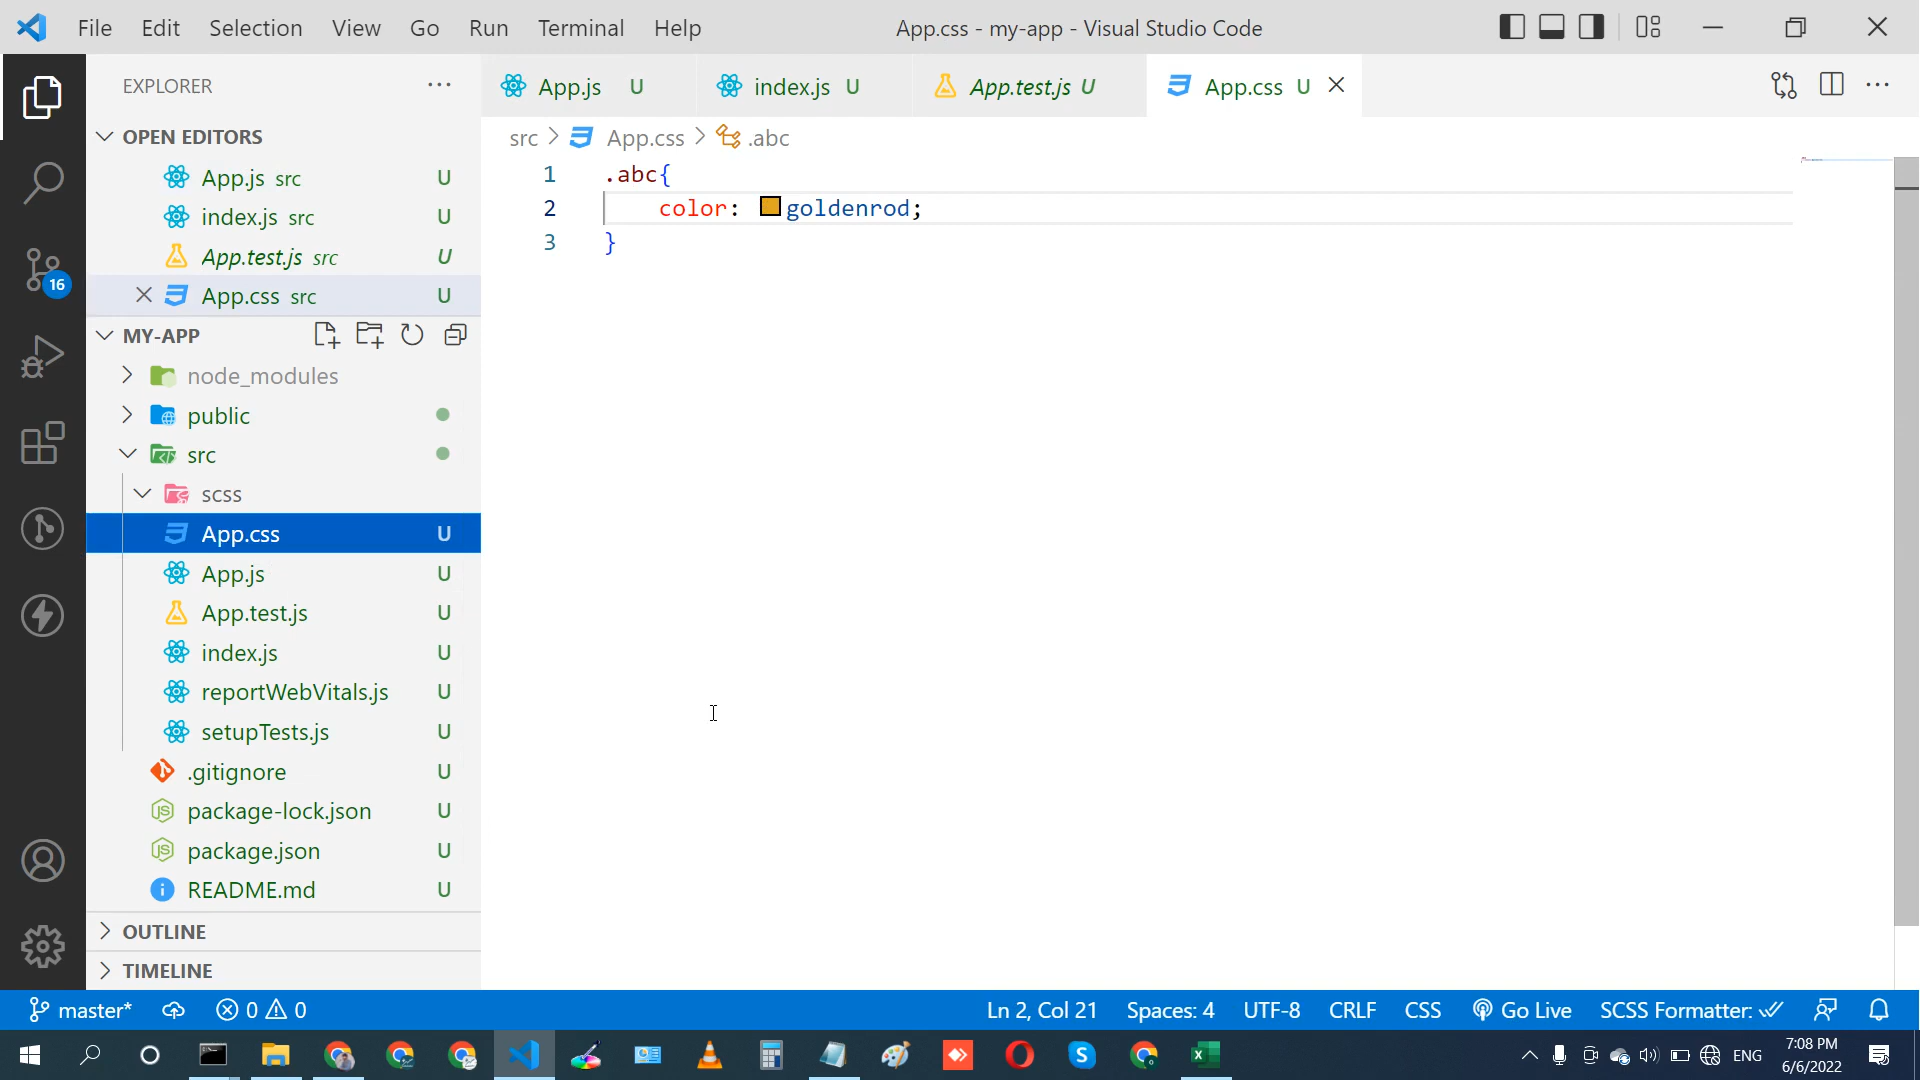 File Edit Selection View Go Run Terminal Help
App.css - my-app - Visual Studio Code
EXPLORER
App.js U
index.js U
App.test.js U
App.css U
OPEN EDITORS
App.js src U
index.js src U
App.test.js src U
App.css src U
MY-APP
node_modules
public
src
scss
App.css U
App.js U
App.test.js U
index.js U
reportWebVitals.js U
setupTests.js U
.gitignore U
package-lock.json U
package.json U
README.md U
OUTLINE
TIMELINE
src > App.css > .abc
1 .abc{
2 color: goldenrod;
3 }
16
master* 0 0
Ln 2, Col 21 Spaces: 4 UTF-8 CRLF CSS Go Live SCSS Formatter:
ENG
7:08 PM
6/6/2022